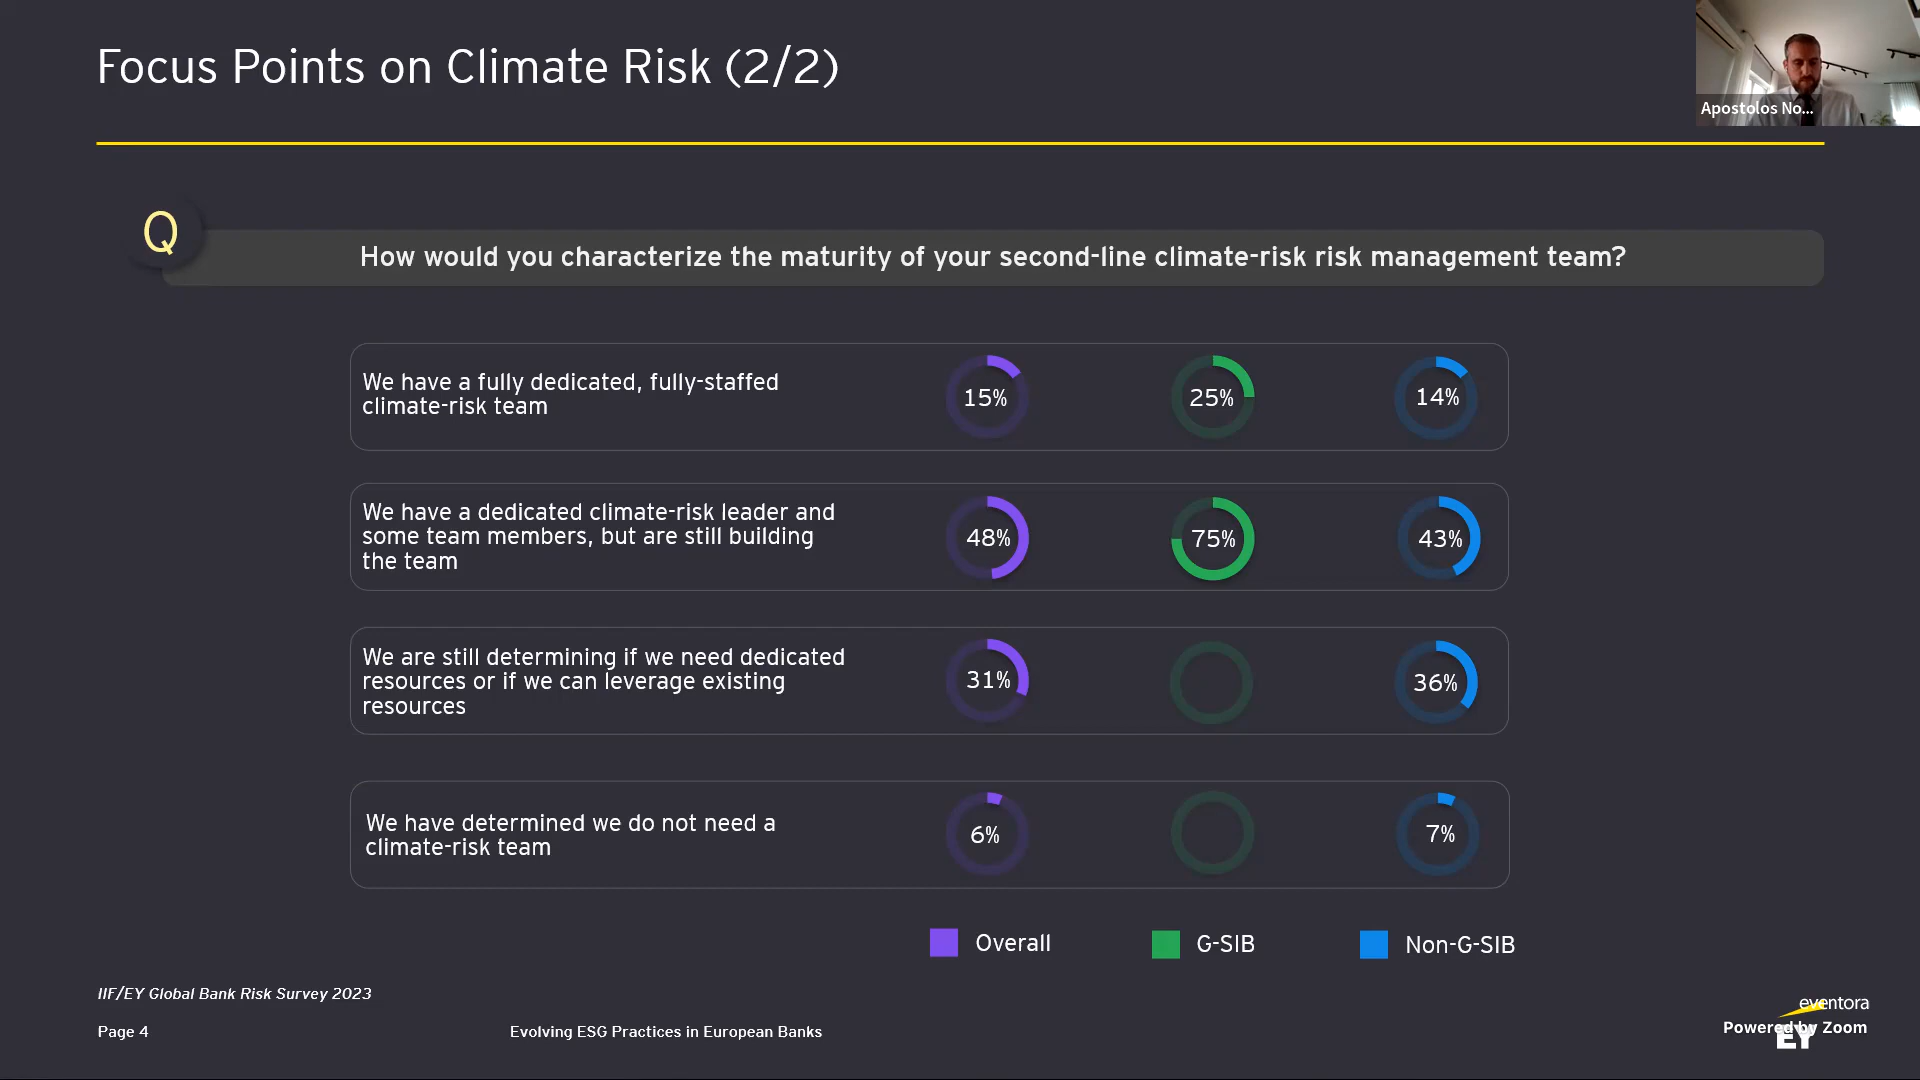 Focus Points on Climate Risk (2/2)
Apostolos No...
Q
How would you characterize the maturity of your second-line climate-risk risk management team?
We have a fully dedicated, fully-staffed
climate-risk team
15%
25%
14%
We have a dedicated climate-risk leader and
some team members, but are still building
the team
48%
75%
43%
We are still determining if we need dedicated
resources or if we can leverage existing
resources
31%
36%
We have determined we do not need a
climate-risk team
6%
7%
Overall
G-SIB
Non-G-SIB
IIF/EY Global Bank Risk Survey 2023
Page 4
Evolving ESG Practices in European Banks
eventora
Powered by Zoom
EY